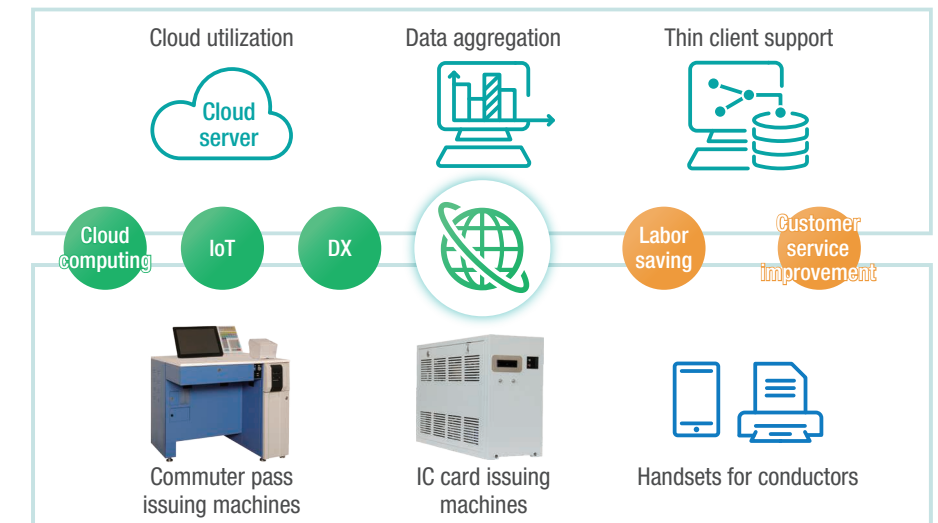 Cloud utilization
Data aggregation
Thin client support
Cloud
server
Cloud
computing
IoT
DX
Labor
saving
Customer
service
improvement
Commuter pass
issuing machines
IC card issuing
machines
Handsets for conductors